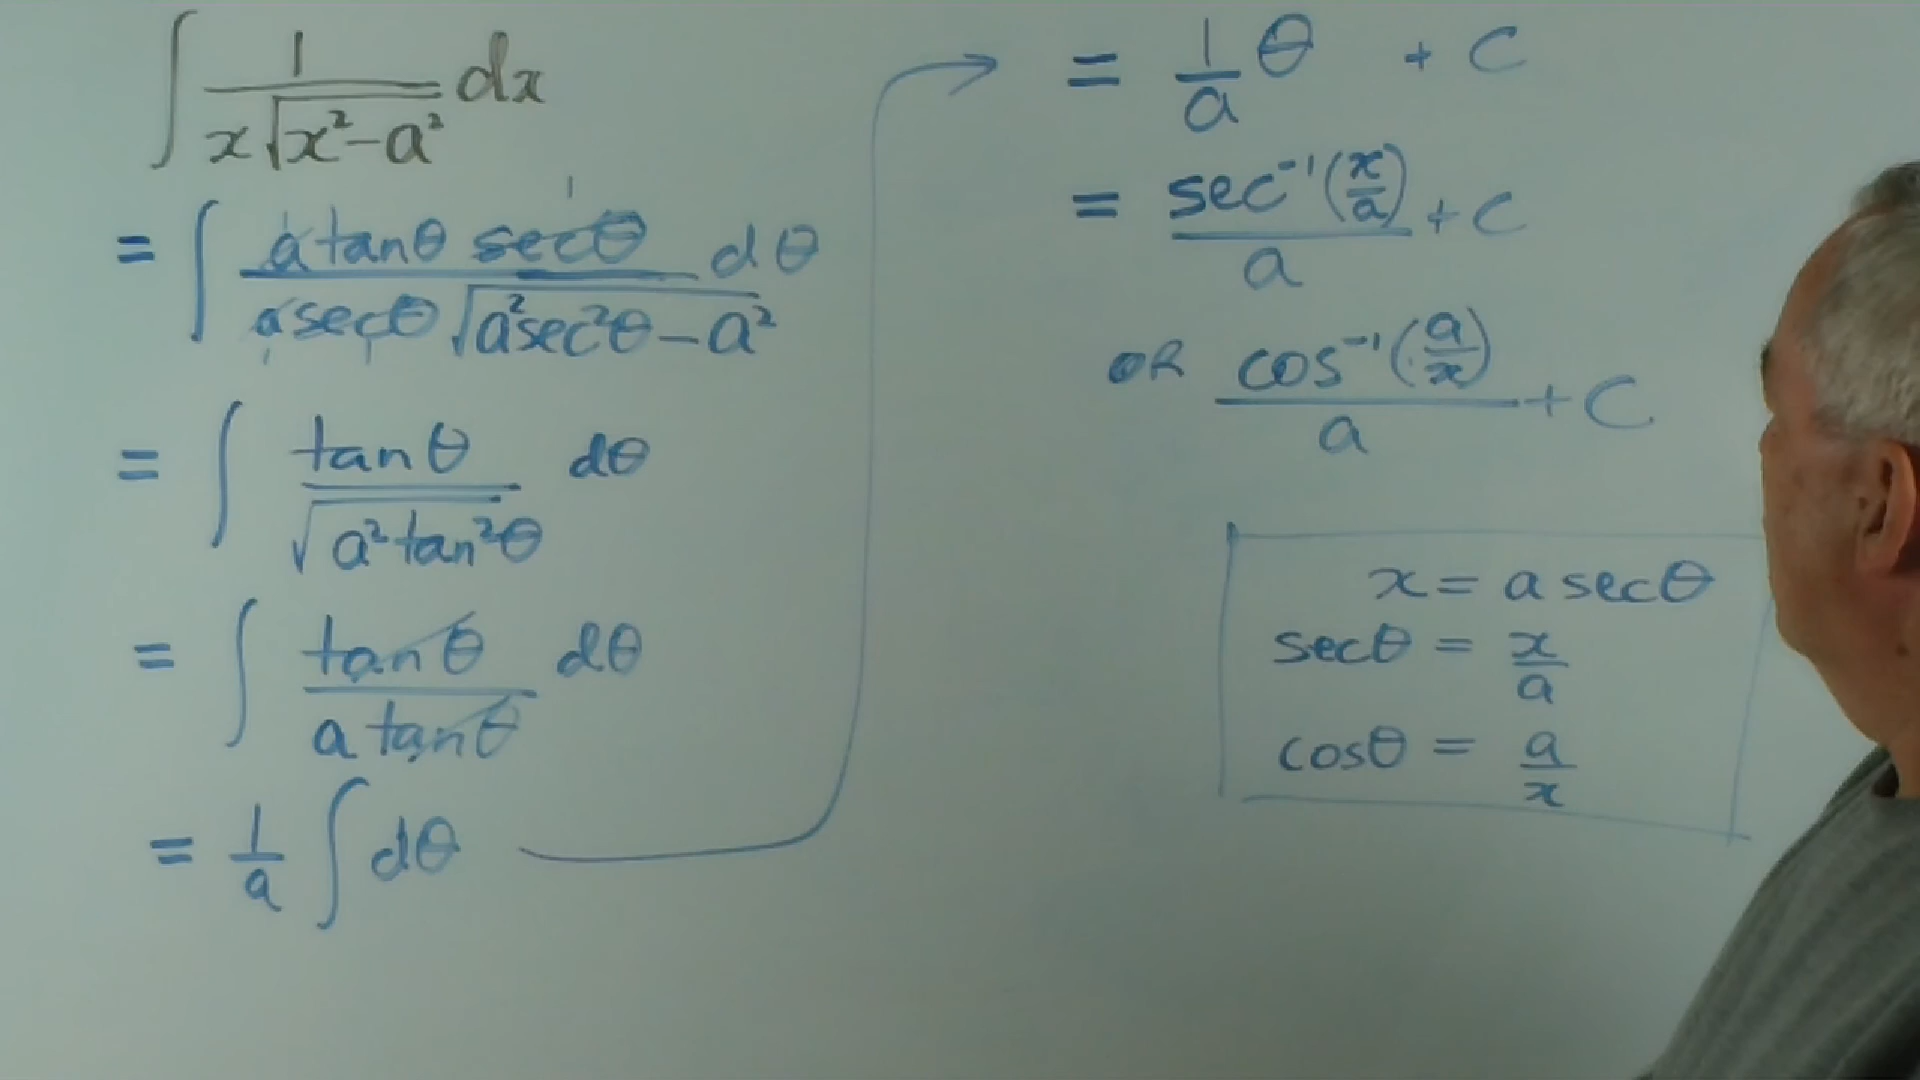 ∫ 1/(x√(x²−a²)) dx
= ∫ (a tanθ secθ)/(a secθ √(a²sec²θ−a²)) dθ
= ∫ tanθ/√(a²tan²θ) dθ
= ∫ tanθ/(a tanθ) dθ
= 1/a ∫ dθ
= 1/a θ + C
= sec⁻¹(x/a)/a + C
OR cos⁻¹(a/x)/a + C
x = a secθ
secθ = x/a
cosθ = a/x